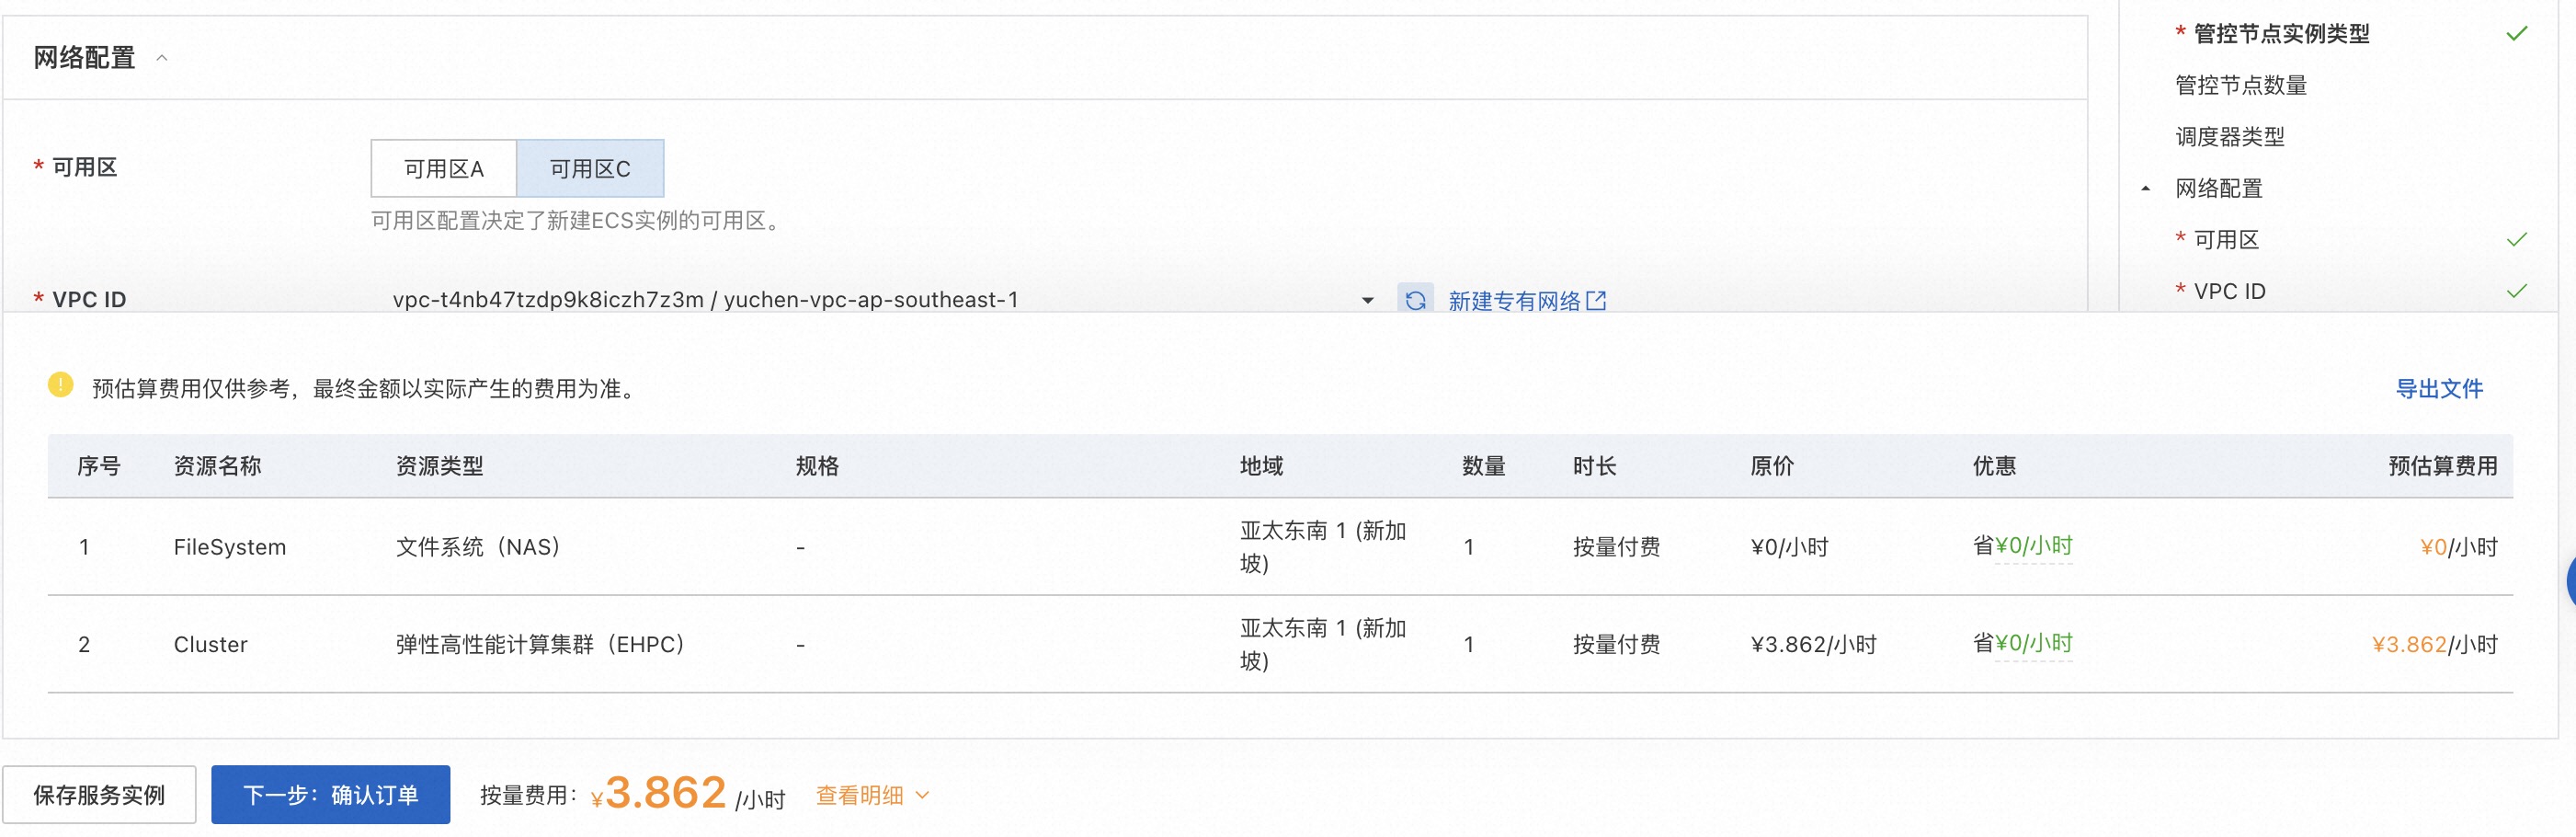 网络配置
* 可用区
可用区A
可用区C
可用区配置决定了新建ECS实例的可用区。
* VPC ID
vpc-t4nb47tzdp9k8iczh7z3m / yuchen-vpc-ap-southeast-1
新建专有网络
* 管控节点实例类型
管控节点数量
调度器类型
网络配置
* 可用区
* VPC ID
预估算费用仅供参考，最终金额以实际产生的费用为准。
导出文件
序号 资源名称 资源类型 规格 地域 数量 时长 原价 优惠 预估算费用
1 FileSystem 文件系统（NAS） - 亚太东南 1 (新加
坡) 1 按量付费 ¥0/小时 省¥0/小时 ¥0/小时
2 Cluster 弹性高性能计算集群（EHPC） - 亚太东南 1 (新加
坡) 1 按量付费 ¥3.862/小时 省¥0/小时 ¥3.862/小时
保存服务实例
下一步：确认订单
按量费用：¥3.862 /小时
查看明细